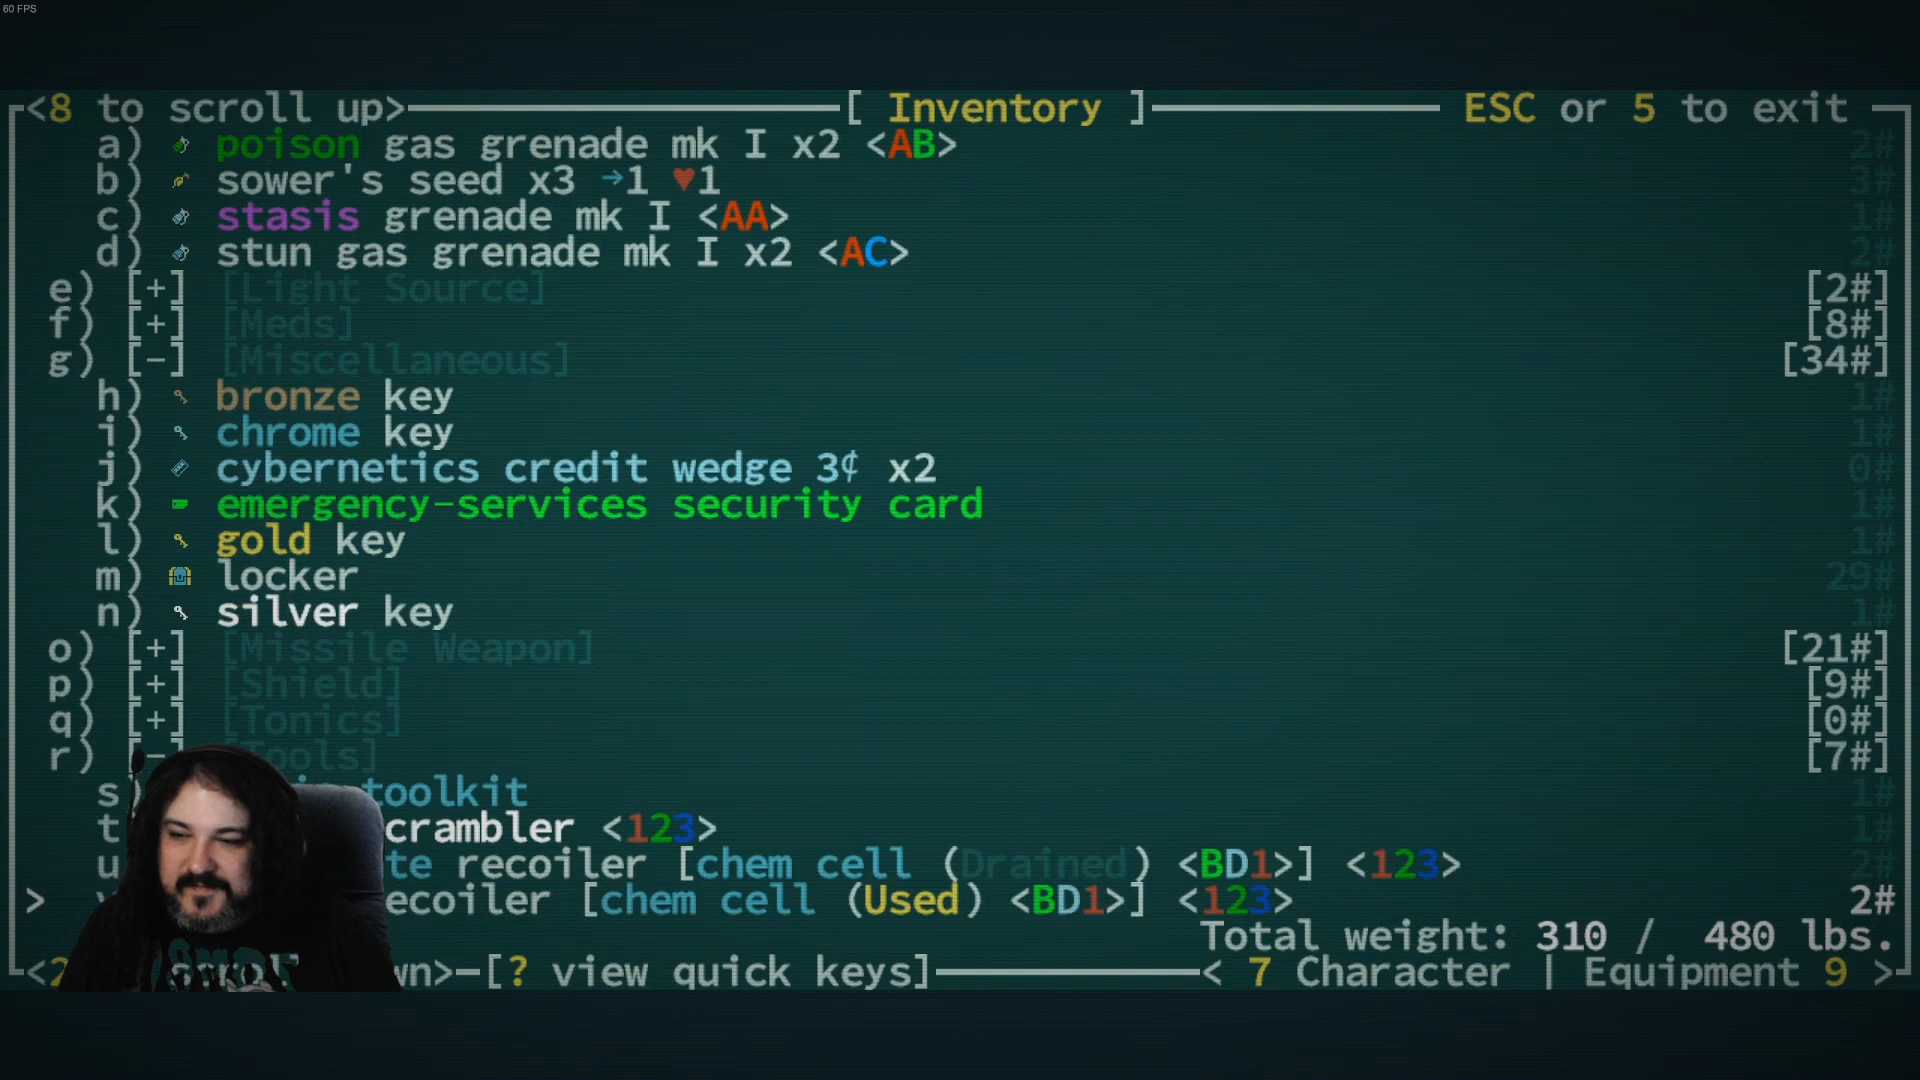 60 FPS
<8 to scroll up> [ Inventory ] ESC or 5 to exit
a) poison gas grenade mk I x2 <AB> 2#
b) sower's seed x3 →1 ♥1 3#
c) stasis grenade mk I <AA> 1#
d) stun gas grenade mk I x2 <AC> 2#
e) [+] [Light Source] [2#]
f) [+] [Meds] [8#]
g) [-] [Miscellaneous] [34#]
h) bronze key 1#
i) chrome key 1#
j) cybernetics credit wedge 3¢ x2 0#
k) emergency-services security card 1#
l) gold key 1#
m) locker 29#
n) silver key 1#
o) [+] [Missile Weapon] [21#]
p) [+] [Shield] [9#]
q) [+] [Tonics] [0#]
r) [-] [Tools] [7#]
s) toolkit 1#
t crambler <123> 1#
u te recoiler [chem cell (Drained) <BD1>] <123> 2#
> ecoiler [chem cell (Used) <BD1>] <123> 2#
Total weight: 310 / 480 lbs.
<2 scrol wn> [? view quick keys] < 7 Character | Equipment 9 >